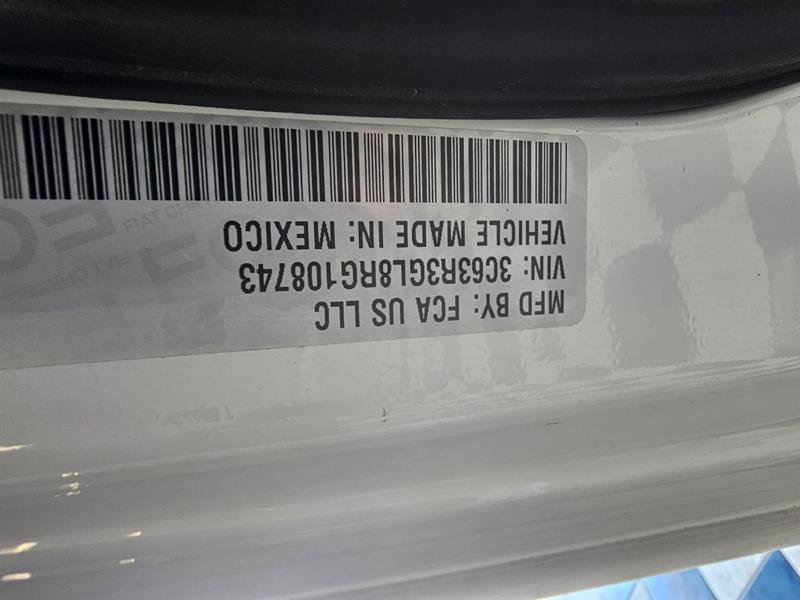 MFD BY: FCA US LLC
VIN: 3C63R3GL8RG108743
VEHICLE MADE IN: MEXICO